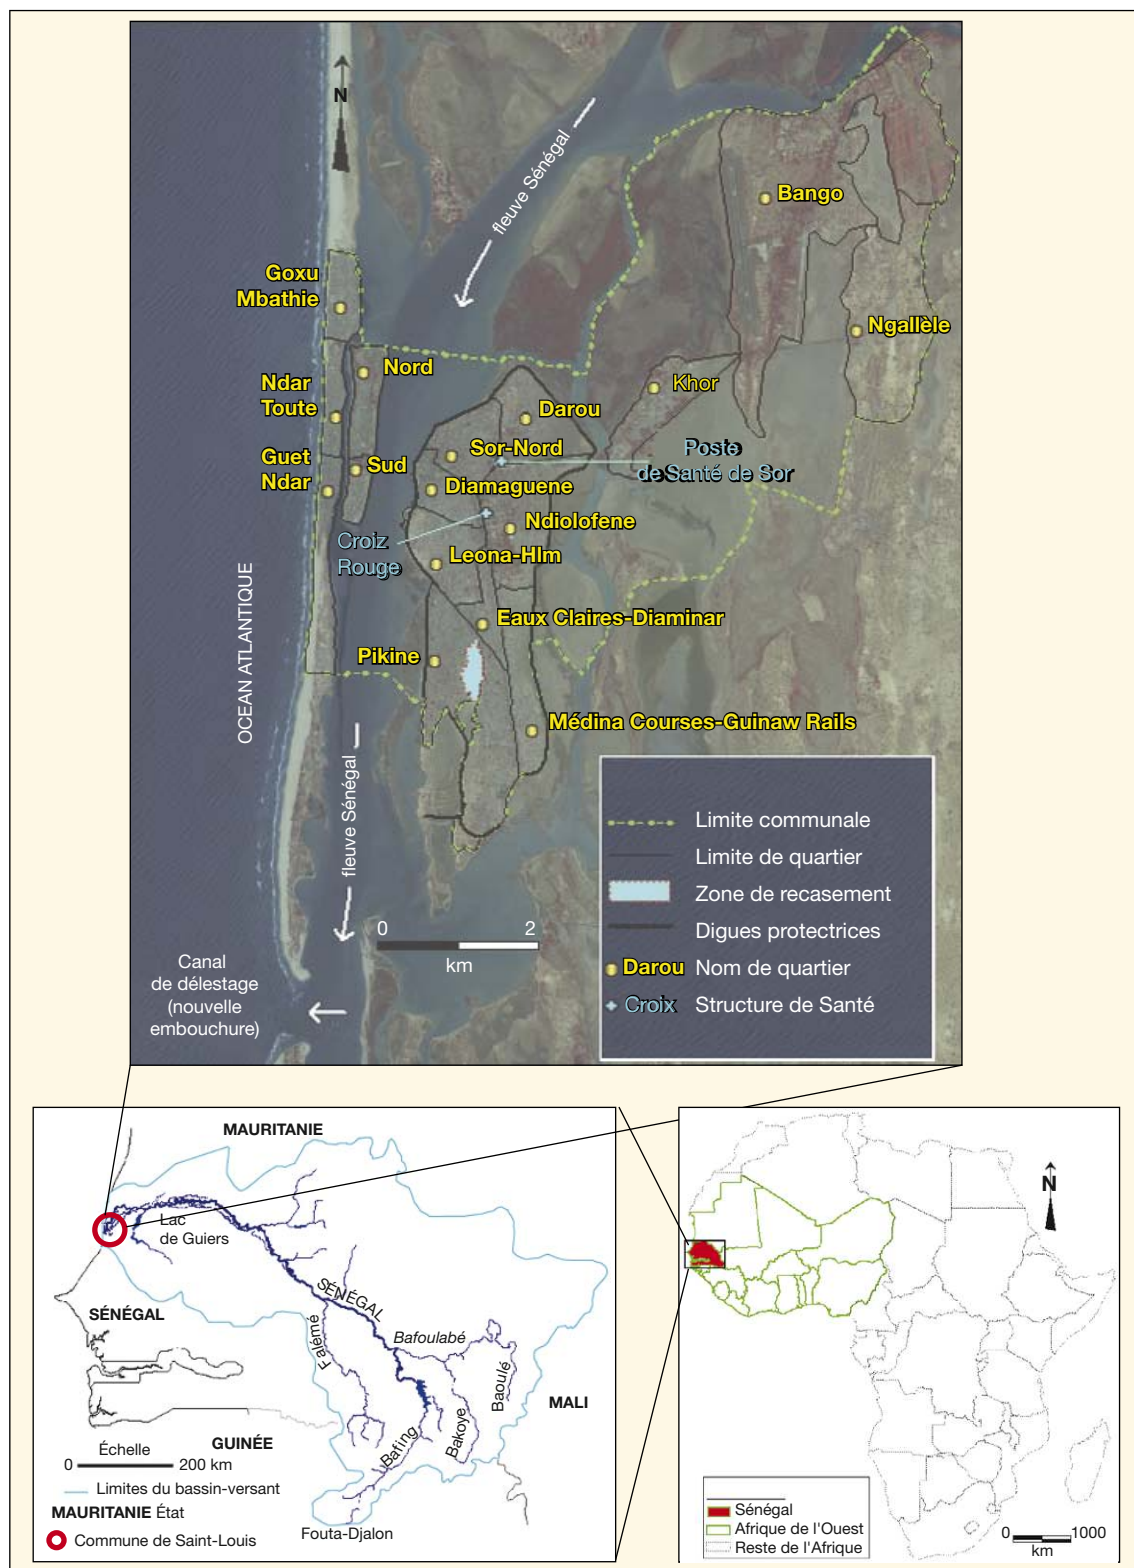 N
fleuve Sénégal
Bango
Goxu
Mbathie
Ngallèle
Nord
Khor
Ndar
Toute
Darou
Sor-Nord
Poste
de Santé de Sor
Guet
Ndar
Sud
Diamaguene
Ndiolofene
Croiz
Rouge
Leona-Hlm
OCEAN ATLANTIQUE
Eaux Claires-Diaminar
Pikine
Médina Courses-Guinaw Rails
fleuve Sénégal
Limite communale
Limite de quartier
Zone de recasement
Digues protectrices
Darou Nom de quartier
Croix Structure de Santé
0 2
km
Canal
de délestage
(nouvelle
embouchure)
MAURITANIE
Lac
de Guiers
SÉNÉGAL
SÉNÉGAL
Falémé
Bafoulabé
Baoulé
MALI
Bakoye
Bafing
GUINÉE
Échelle
0 200 km
Limites du bassin-versant
MAURITANIE État
Commune de Saint-Louis
Fouta-Djalon
N
Sénégal
Afrique de l'Ouest
Reste de l'Afrique
0 1000
km